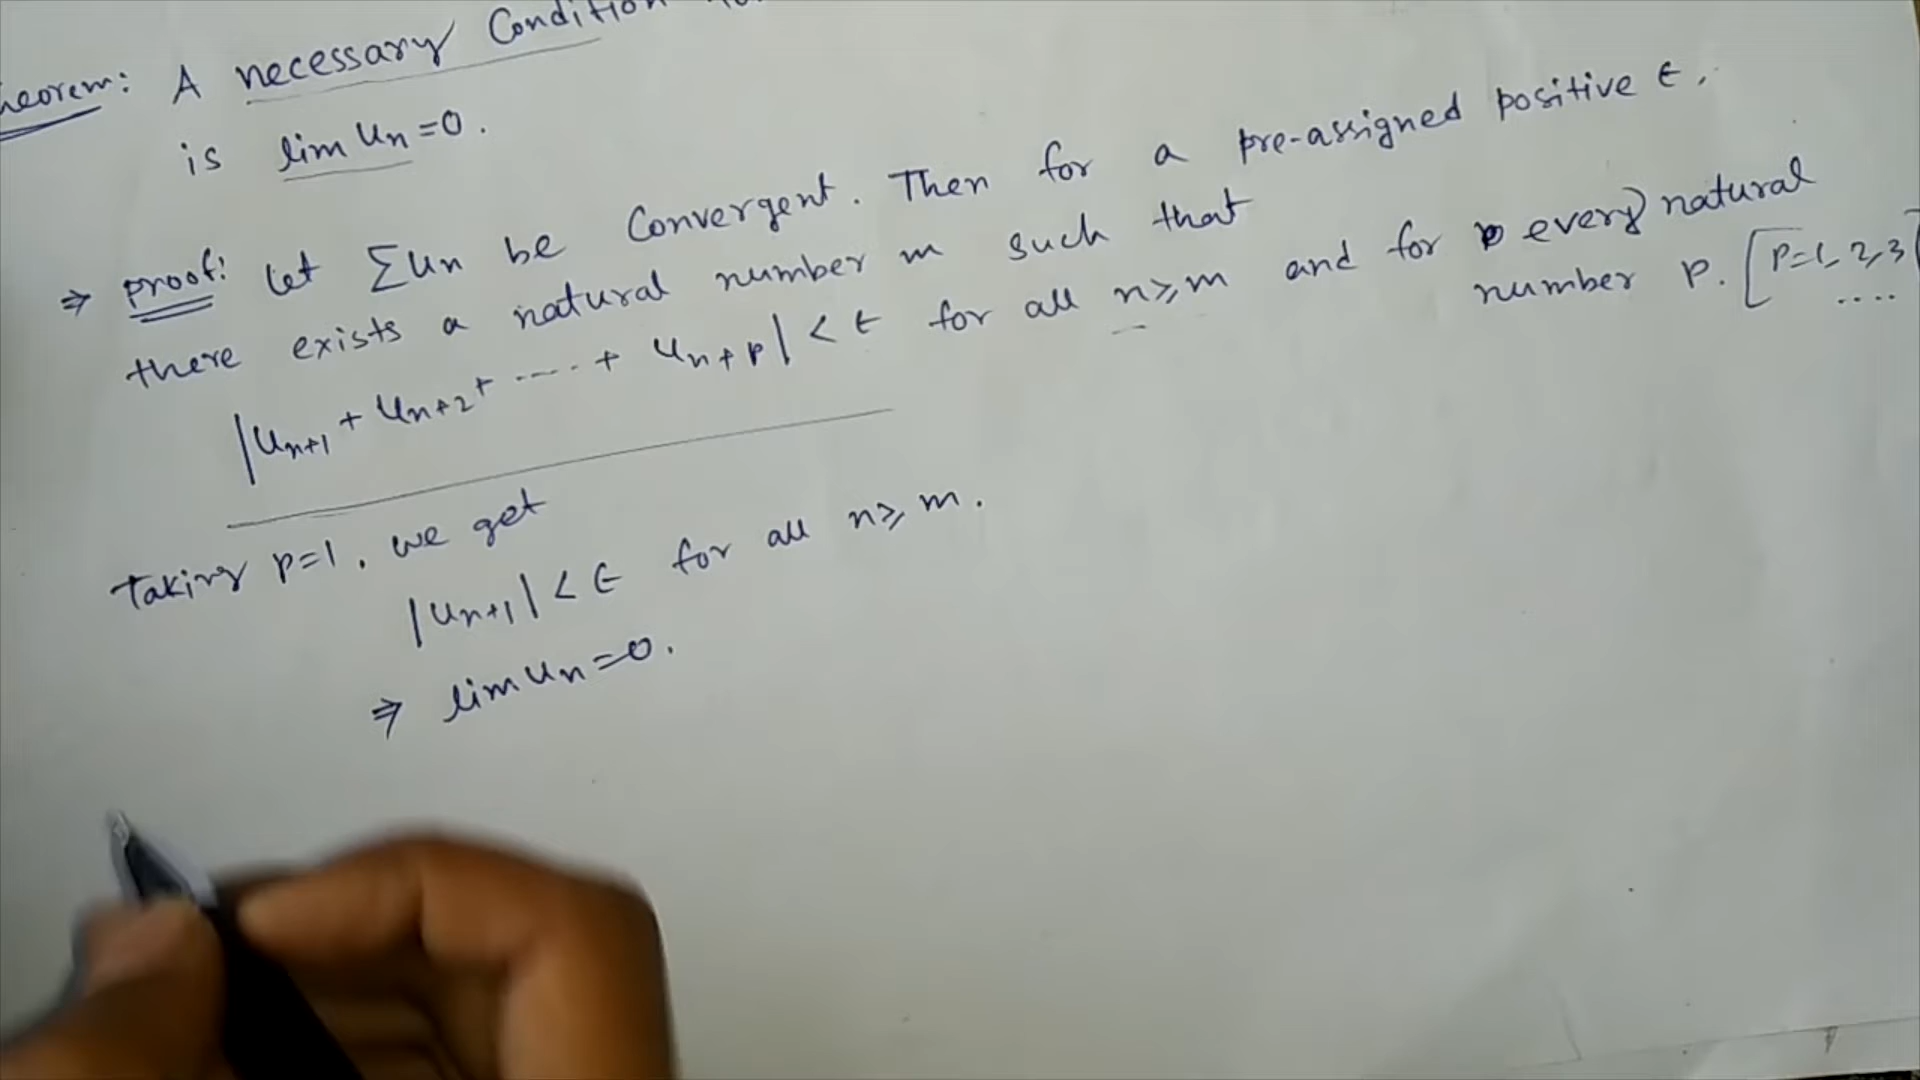 heorem: A necessary Condition
is lim Un = 0.
⇒ proof: Let ∑Un be Convergent. Then for a pre-assigned positive ϵ,
there exists a natural number m such that
|Un+1 + Un+2 + ..... + Un+p| < ϵ for all n ≥ m and for every natural
number p. [P=1, 2, 3
....
Taking p=1, we get
|Un+1| < ϵ for all n ≥ m.
⇒ lim Un = 0.